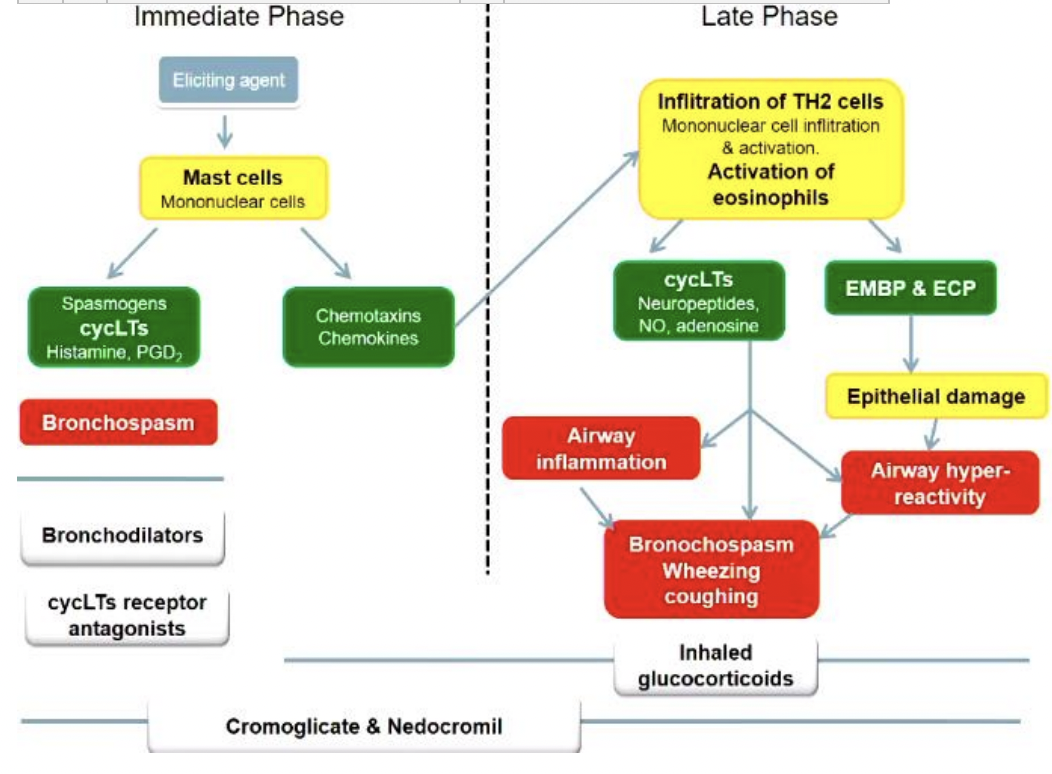 Immediate Phase
Late Phase
Eliciting agent
Mast cells
Mononuclear cells
Spasmogens
cycLTs
Histamine, PGD₂
Chemotaxins
Chemokines
Bronchospasm
Bronchodilators
cycLTs receptor
antagonists
Inflitration of TH2 cells
Mononuclear cell inflitration
& activation.
Activation of
eosinophils
cycLTs
Neuropeptides,
NO, adenosine
EMBP & ECP
Epithelial damage
Airway
inflammation
Airway hyper-
reactivity
Bronochospasm
Wheezing
coughing
Inhaled
glucocorticoids
Cromoglicate & Nedocromil